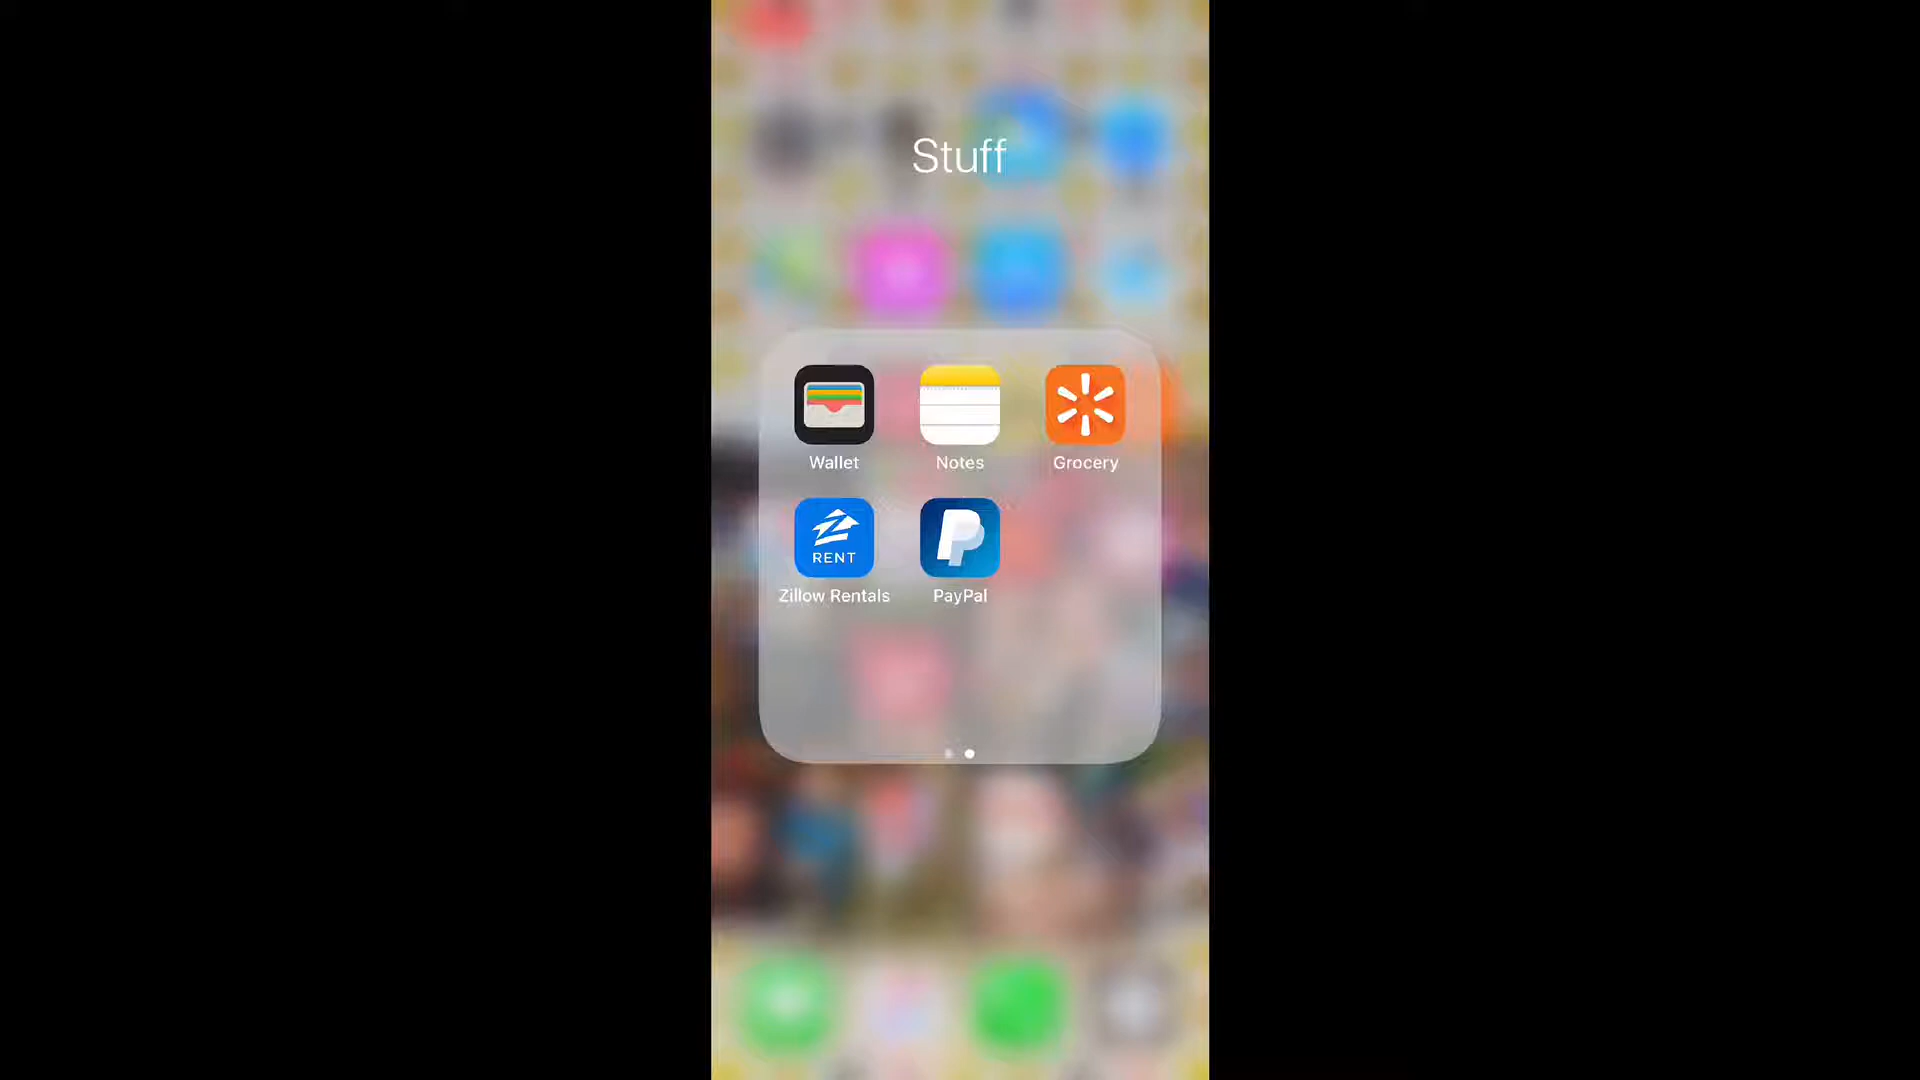 Stuff
Wallet
Notes
Grocery
RENT
Zillow Rentals
PayPal